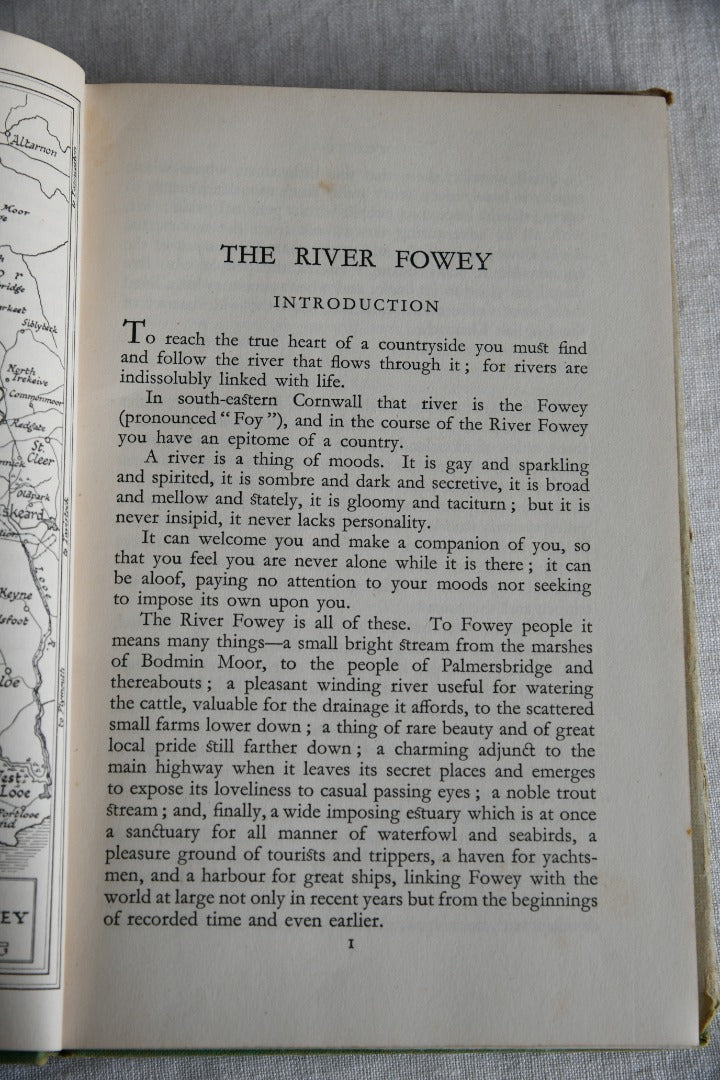 Altarnon
Moor
Siblyback
North
Trekeive
Commonmoor
Redgate
St.
Cleer
Oldpark
skeard
Looe
Keyne
to Tavistock
to Plymouth
Looe
Portlooe
EY
THE RIVER FOWEY
INTRODUCTION
To reach the true heart of a countryside you must find
and follow the river that flows through it; for rivers are
indissolubly linked with life.
In south-eastern Cornwall that river is the Fowey
(pronounced "Foy"), and in the course of the River Fowey
you have an epitome of a country.
A river is a thing of moods. It is gay and sparkling
and spirited, it is sombre and dark and secretive, it is broad
and mellow and stately, it is gloomy and taciturn; but it is
never insipid, it never lacks personality.
It can welcome you and make a companion of you, so
that you feel you are never alone while it is there; it can
be aloof, paying no attention to your moods nor seeking
to impose its own upon you.
The River Fowey is all of these. To Fowey people it
means many things—a small bright stream from the marshes
of Bodmin Moor, to the people of Palmersbridge and
thereabouts; a pleasant winding river useful for watering
the cattle, valuable for the drainage it affords, to the scattered
small farms lower down; a thing of rare beauty and of great
local pride still farther down; a charming adjunct to the
main highway when it leaves its secret places and emerges
to expose its loveliness to casual passing eyes; a noble trout
stream; and, finally, a wide imposing estuary which is at once
a sanctuary for all manner of waterfowl and seabirds, a
pleasure ground of tourists and trippers, a haven for yachts-
men, and a harbour for great ships, linking Fowey with the
world at large not only in recent years but from the beginnings
of recorded time and even earlier.
1